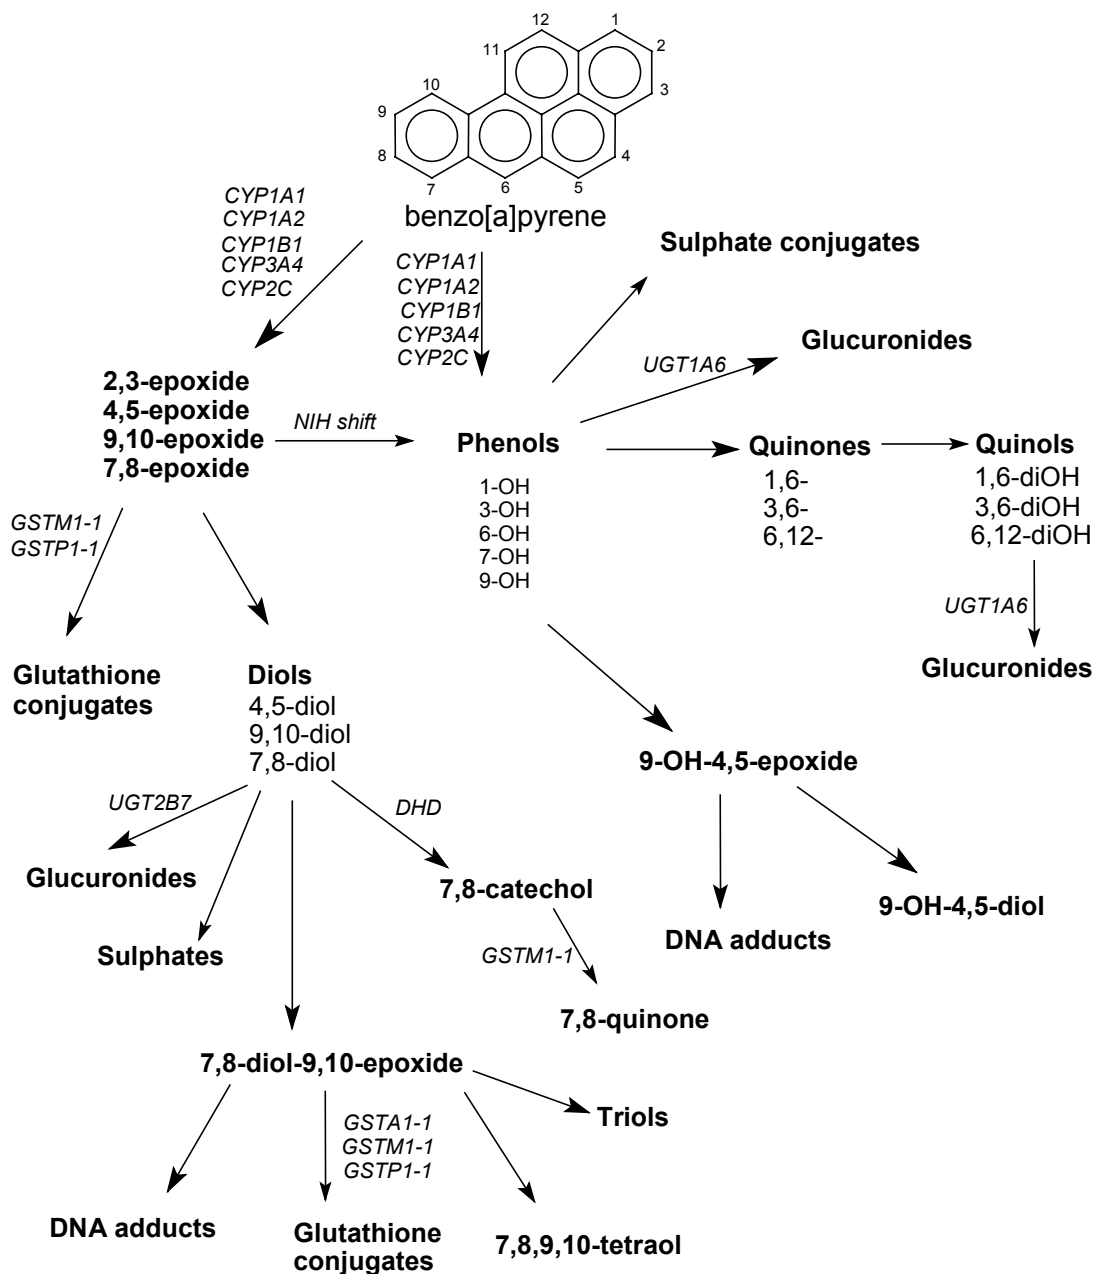 12
1
11
2
10
3
9
8
4
7
6
5
benzo[a]pyrene
CYP1A1
CYP1A2
CYP1B1
CYP3A4
CYP2C
CYP1A1
CYP1A2
CYP1B1
CYP3A4
CYP2C
Sulphate conjugates
UGT1A6
Glucuronides
2,3-epoxide
4,5-epoxide
9,10-epoxide
7,8-epoxide
NIH shift
Phenols
1-OH
3-OH
6-OH
7-OH
9-OH
Quinones
1,6-
3,6-
6,12-
Quinols
1,6-diOH
3,6-diOH
6,12-diOH
UGT1A6
Glucuronides
GSTM1-1
GSTP1-1
Glutathione
conjugates
Diols
4,5-diol
9,10-diol
7,8-diol
9-OH-4,5-epoxide
UGT2B7
DHD
Glucuronides
7,8-catechol
9-OH-4,5-diol
DNA adducts
Sulphates
GSTM1-1
7,8-quinone
7,8-diol-9,10-epoxide
Triols
GSTA1-1
GSTM1-1
GSTP1-1
DNA adducts
Glutathione
conjugates
7,8,9,10-tetraol